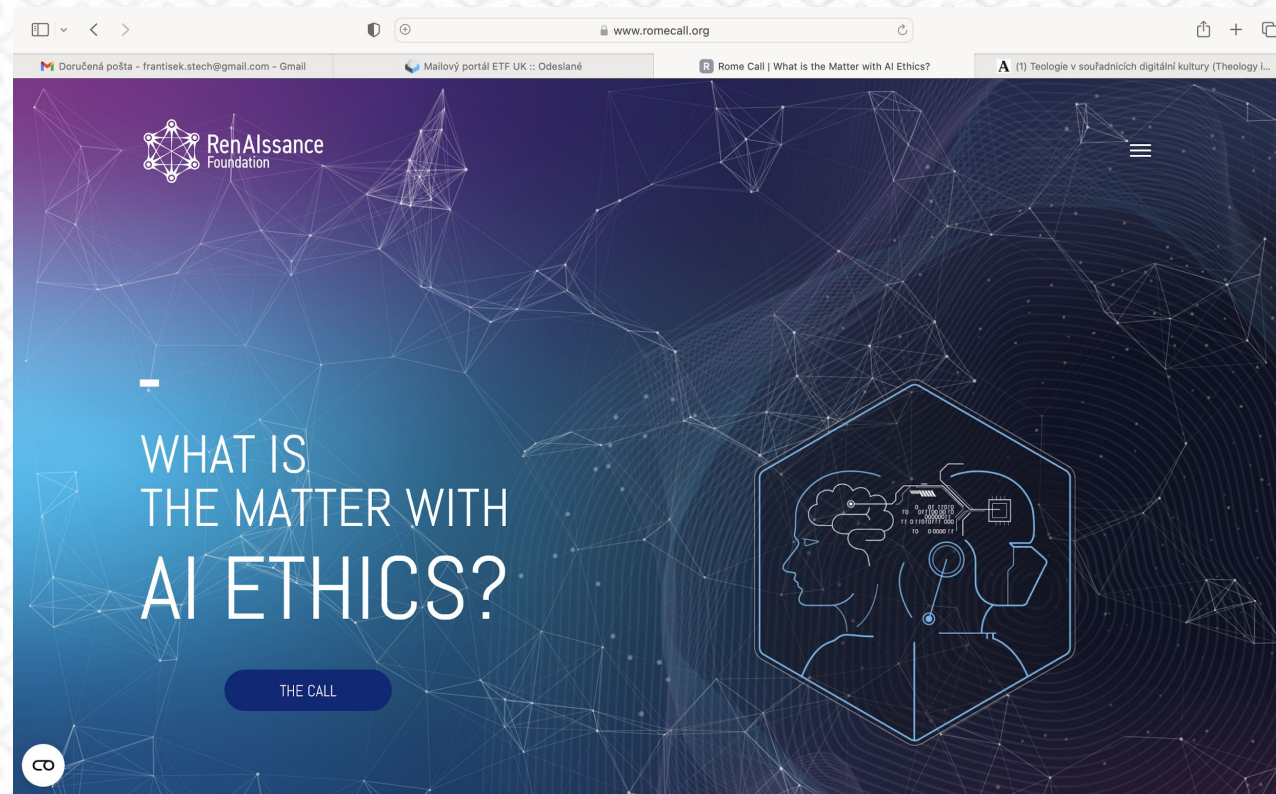 www.romecall.org
Doručená pošta - frantisek.stech@gmail.com - Gmail
Mailový portál ETF UK :: Odeslané
R Rome Call | What is the Matter with AI Ethics?
A (1) Teologie v souřadnicích digitální kultury (Theology i...
RenAIssance
Foundation
WHAT IS
THE MATTER WITH
AI ETHICS?
THE CALL